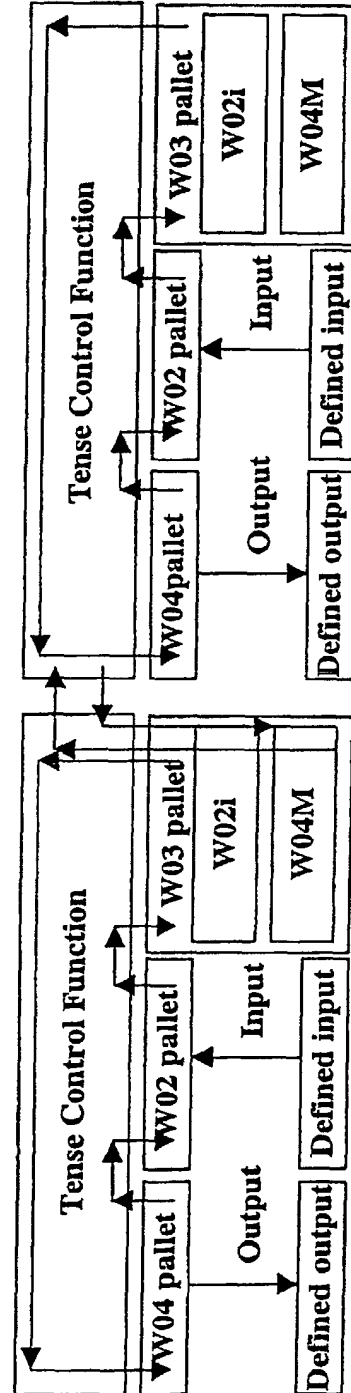 Tense Control Function
W04 pallet
W02 pallet
W03 pallet
Output
Input
W02i
W04M
Defined output
Defined input
Tense Control Function
W04pallet
W02 pallet
W03 pallet
Output
Input
W02i
W04M
Defined output
Defined input